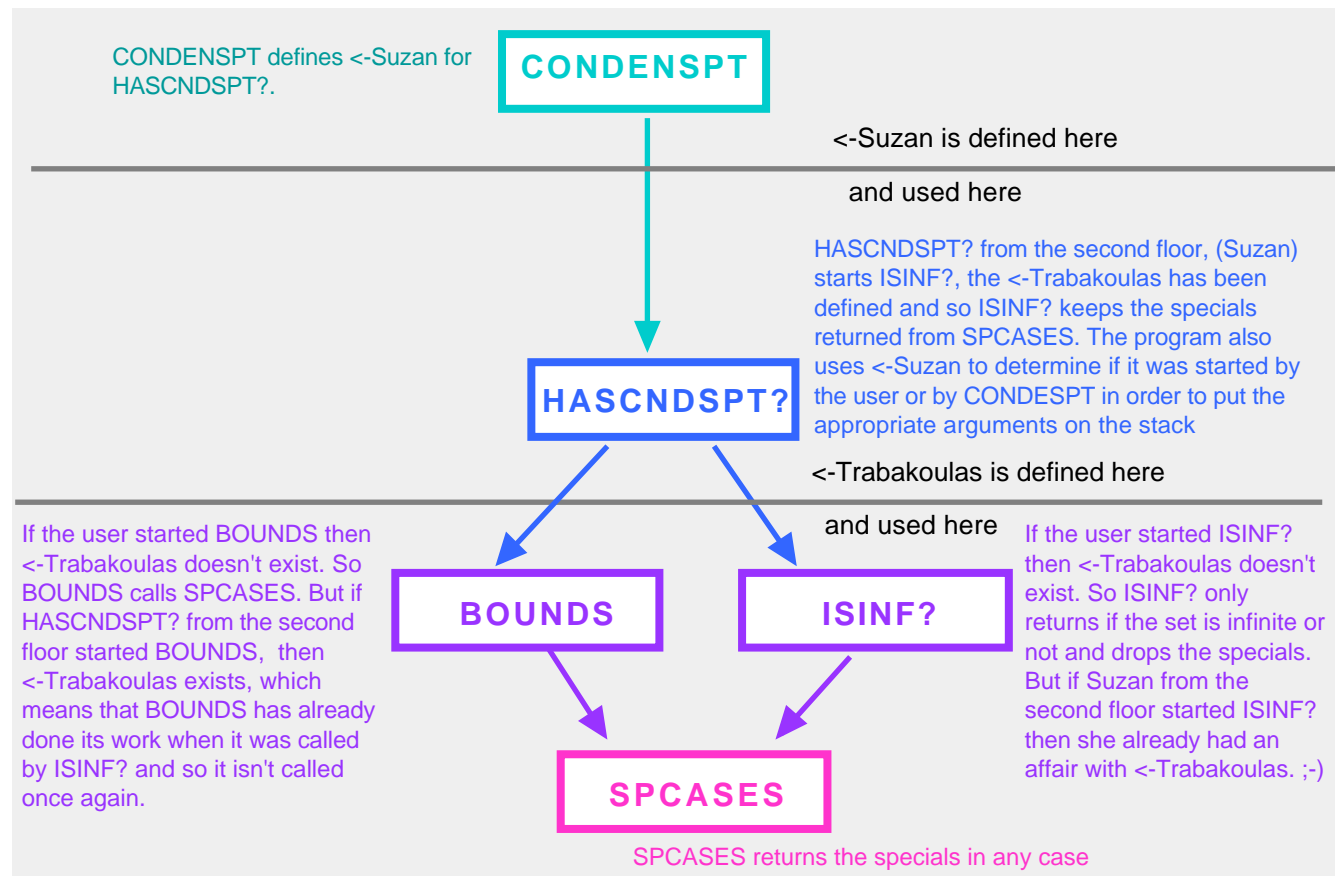 CONDENSPT defines <-Suzan for
HASCNDSPT?.
CONDENSPT
<-Suzan is defined here
and used here
HASCNDSPT? from the second floor, (Suzan)
starts ISINF?, the <-Trabakoulas has been
defined and so ISINF? keeps the specials
returned from SPCASES. The program also
uses <-Suzan to determine if it was started by
the user or by CONDESPT in order to put the
appropriate arguments on the stack
HASCNDSPT?
<-Trabakoulas is defined here
and used here
If the user started BOUNDS then
<-Trabakoulas doesn't exist. So
BOUNDS calls SPCASES. But if
HASCNDSPT? from the second
floor started BOUNDS, then
<-Trabakoulas exists, which
means that BOUNDS has already
done its work when it was called
by ISINF? and so it isn't called
once again.
BOUNDS
ISINF?
If the user started ISINF?
then <-Trabakoulas doesn't
exist. So ISINF? only
returns if the set is infinite or
not and drops the specials.
But if Suzan from the
second floor started ISINF?
then she already had an
affair with <-Trabakoulas. ;-)
SPCASES
SPCASES returns the specials in any case